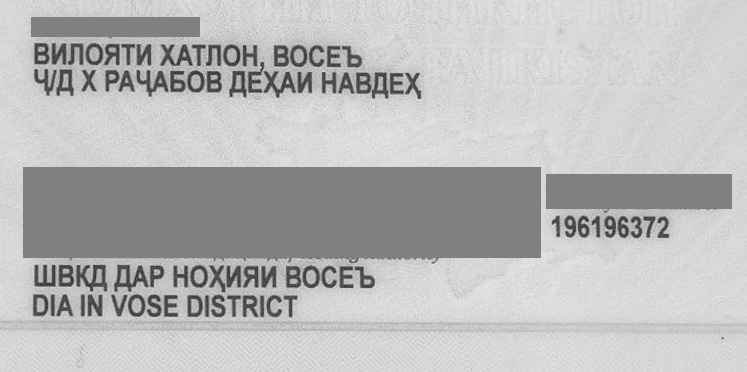 ВИЛОЯТИ ХАТЛОН, ВОСЕЪ
Ҷ/Д Х РАҶАБОВ ДЕҲАИ НАВДЕҲ
196196372
ШВКД ДАР НОҲИЯИ ВОСЕЪ
DIA IN VOSE DISTRICT